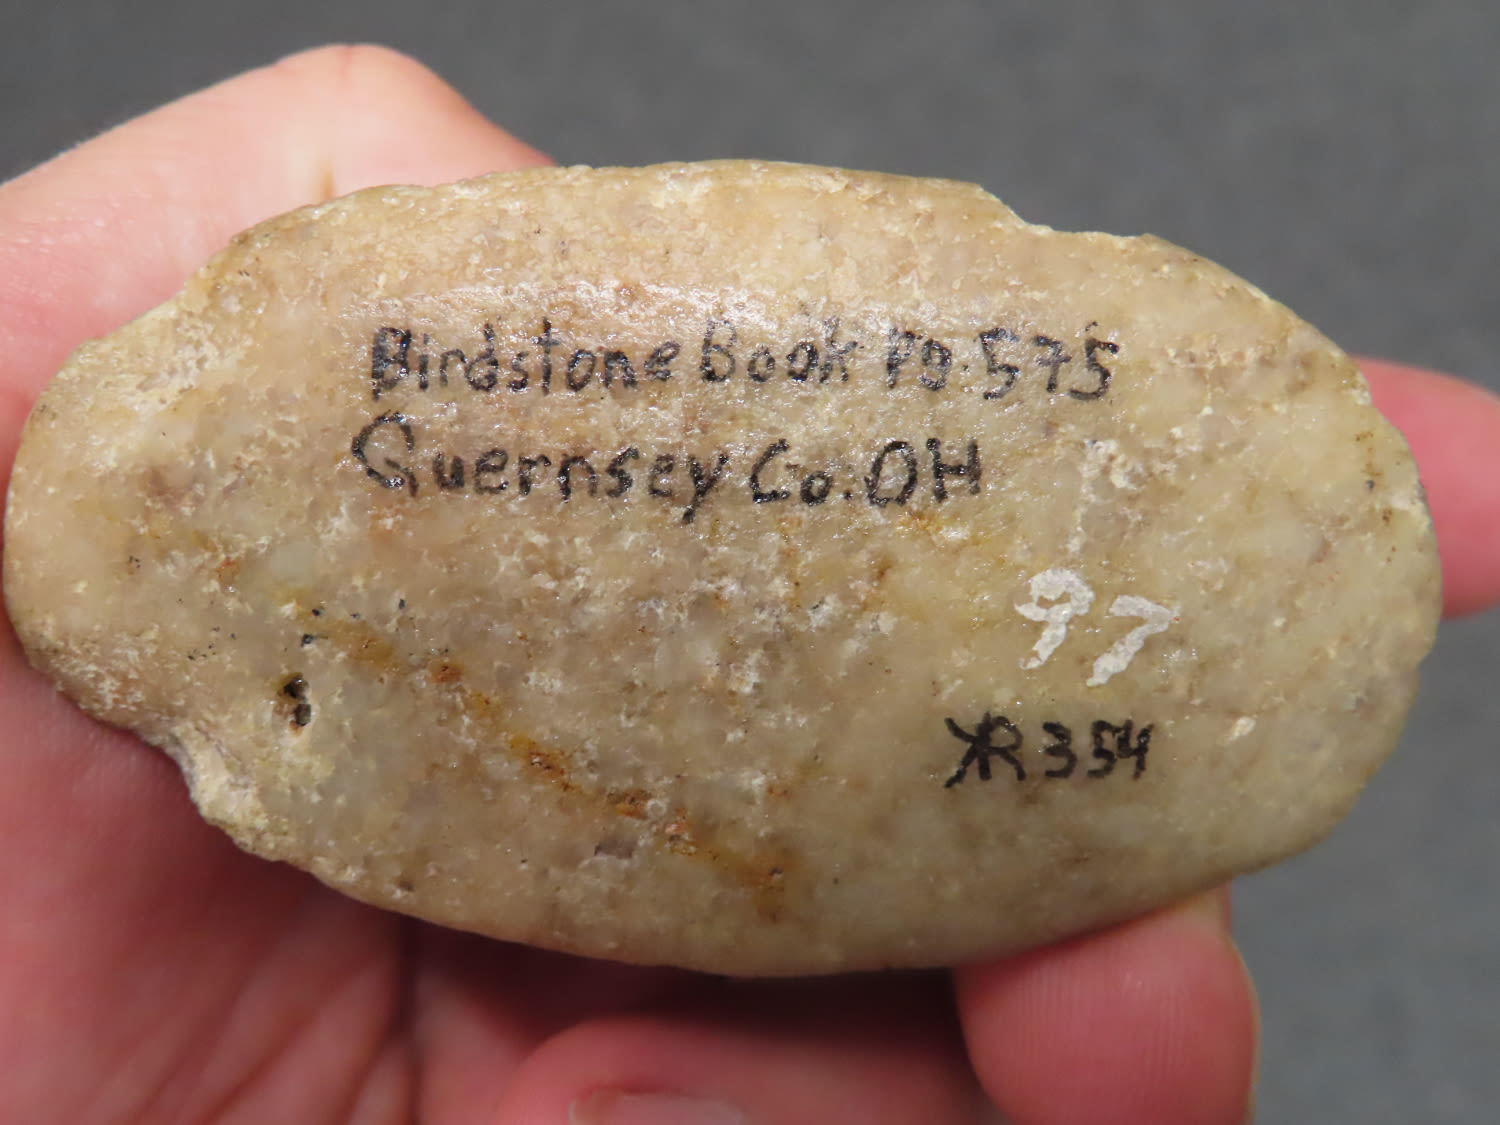 Birdstone Book Pg. 575
Guernsey Co. OH
97
R354